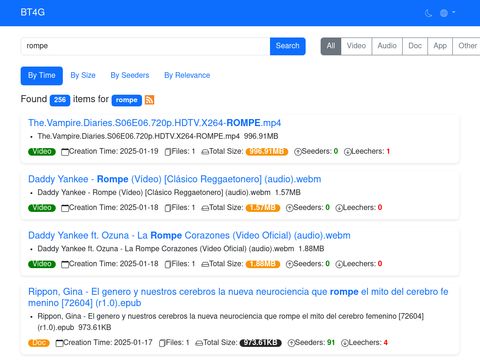 BT4G
rompe Search All Video Audio Doc App Other
By Time By Size By Seeders By Relevance
Found 256 items for rompe
The.Vampire.Diaries.S06E06.720p.HDTV.X264-ROMPE.mp4
The.Vampire.Diaries.S06E06.720p.HDTV.X264-ROMPE.mp4 996.91MB
Video Creation Time: 2025-01-19 Files: 1 Total Size: 996.91MB Seeders: 0 Leechers: 1
Daddy Yankee - Rompe (Vídeo) [Clásico Reggaetonero] (audio).webm
Daddy Yankee - Rompe (Vídeo) [Clásico Reggaetonero] (audio).webm 1.57MB
Video Creation Time: 2025-01-18 Files: 1 Total Size: 1.57MB Seeders: 0 Leechers: 0
Daddy Yankee ft. Ozuna - La Rompe Corazones (Video Oficial) (audio).webm
Daddy Yankee ft. Ozuna - La Rompe Corazones (Video Oficial) (audio).webm 1.88MB
Video Creation Time: 2025-01-18 Files: 1 Total Size: 1.88MB Seeders: 0 Leechers: 0
Rippon, Gina - El genero y nuestros cerebros la nueva neurociencia que rompe el mito del cerebro fe
menino [72604] (r1.0).epub
Rippon, Gina - El genero y nuestros cerebros la nueva neurociencia que rompe el mito del cerebro femenino [72604]
(r1.0).epub 973.61KB
Doc Creation Time: 2025-01-17 Files: 1 Total Size: 973.61KB Seeders: 91 Leechers: 4